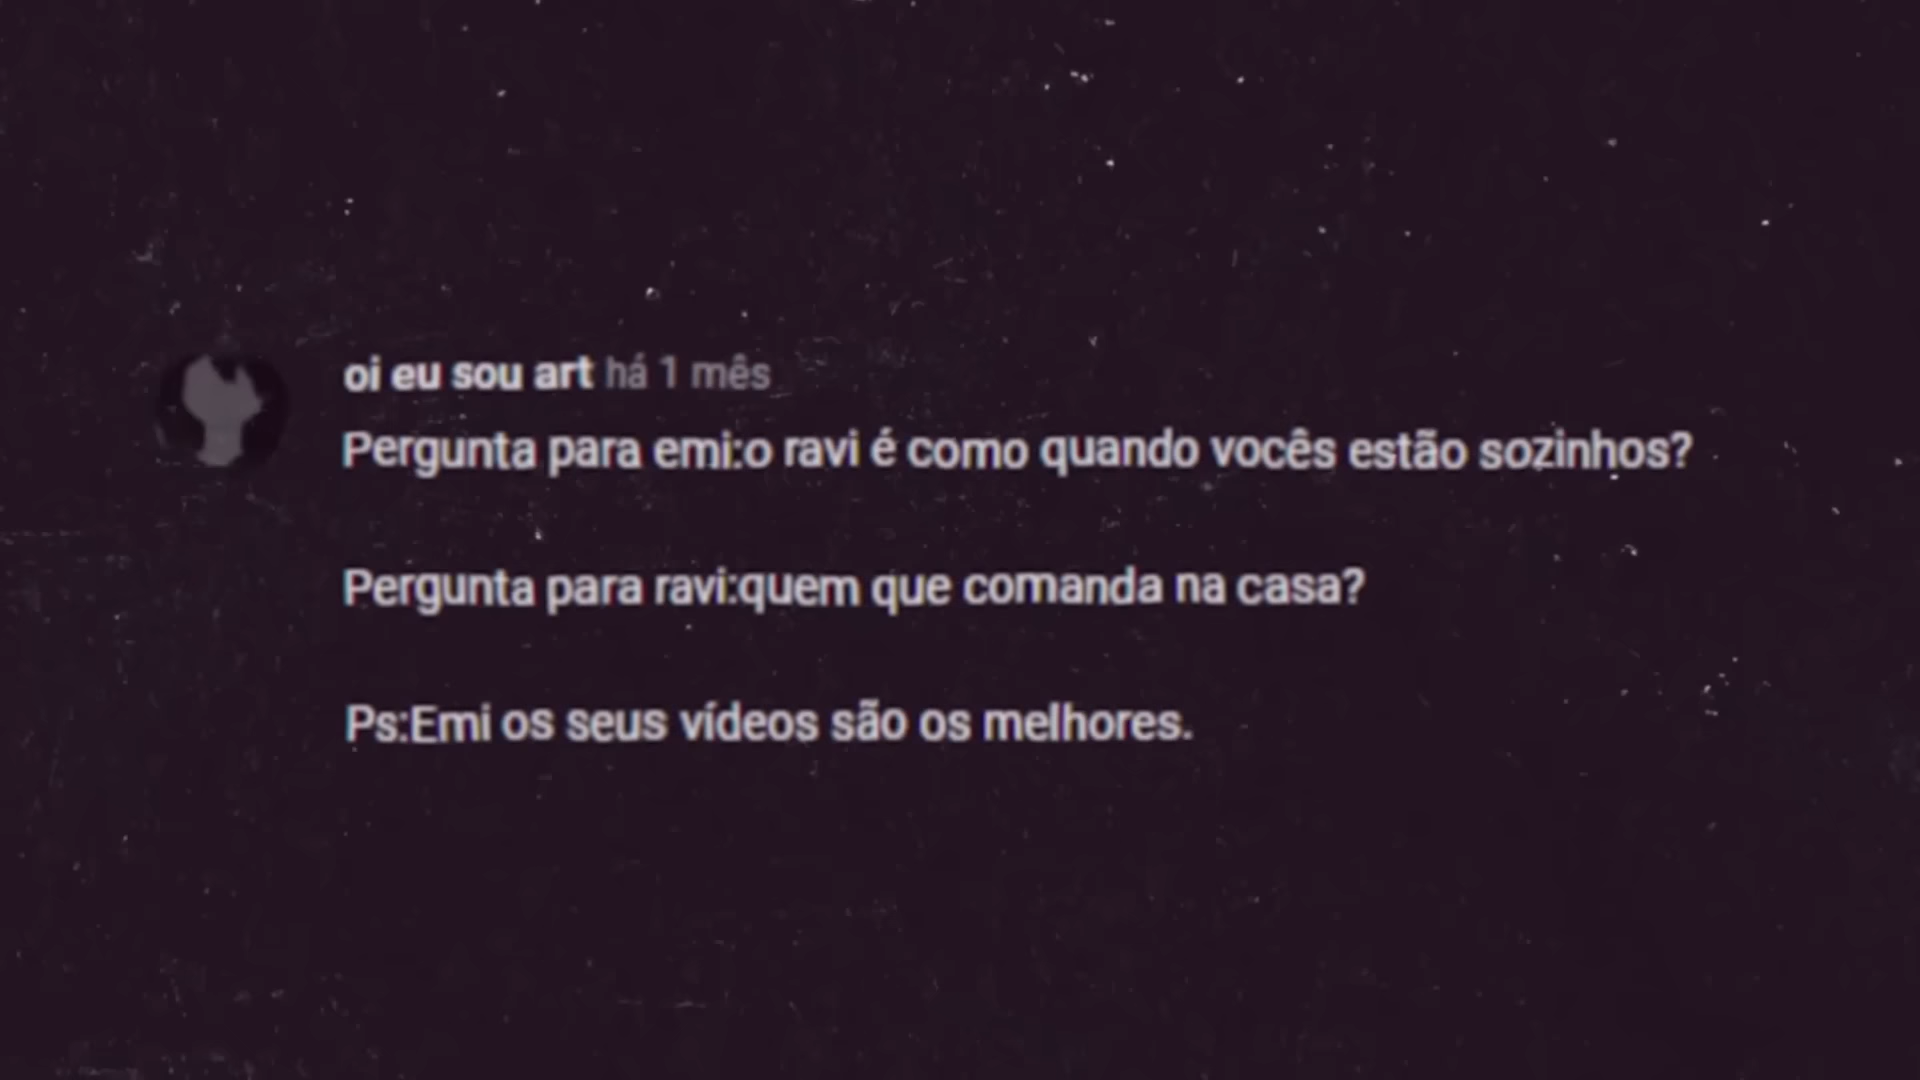 oi eu sou art há 1 mês
Pergunta para emi:o ravi é como quando vocês estão sozinhos?
Pergunta para ravi:quem que comanda na casa?
Ps:Emi os seus vídeos são os melhores.